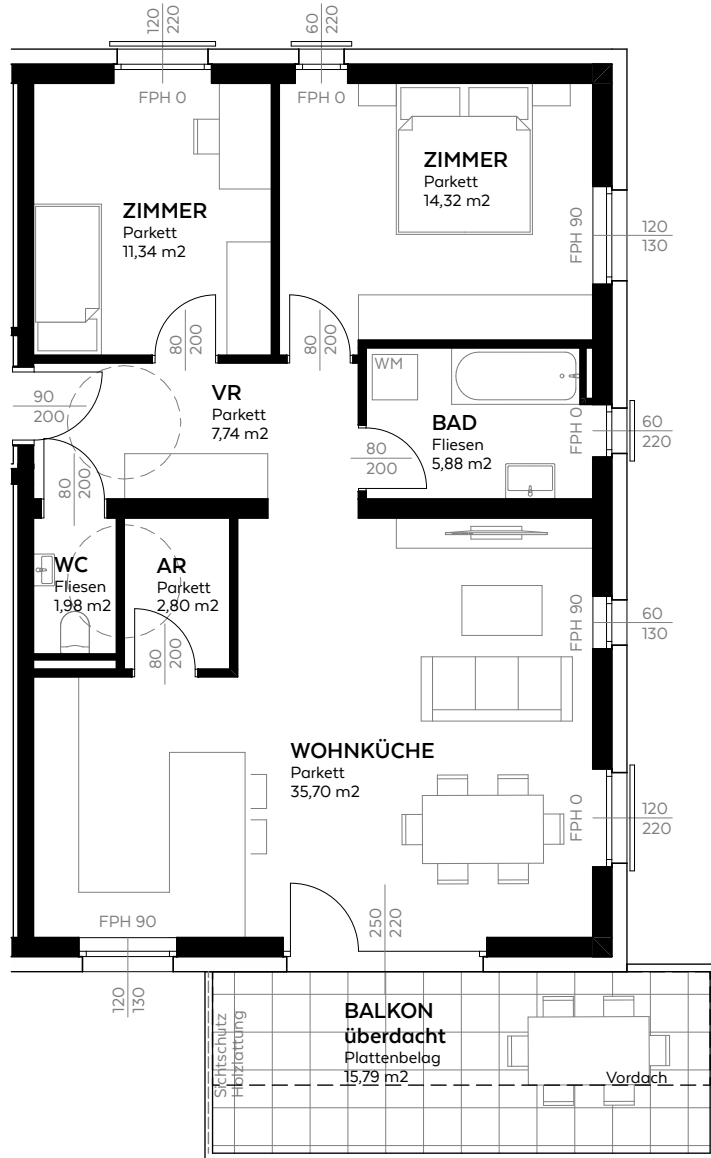 120
220
60
220
FPH 0
FPH 0
ZIMMER
Parkett
14,32 m2
ZIMMER
Parkett
11,34 m2
FPH 90
120
130
80
200
80
200
WM
90
200
VR
Parkett
7,74 m2
BAD
Fliesen
5,88 m2
FPH 0
60
220
80
200
80
200
WC
Fliesen
1,98 m2
AR
Parkett
2,80 m2
FPH 90
60
130
80
200
WOHNKÜCHE
Parkett
35,70 m2
FPH 0
120
220
FPH 90
250
220
120
130
Sichtschutz
Holzlattung
BALKON
überdacht
Plattenbelag
15,79 m2
Vordach